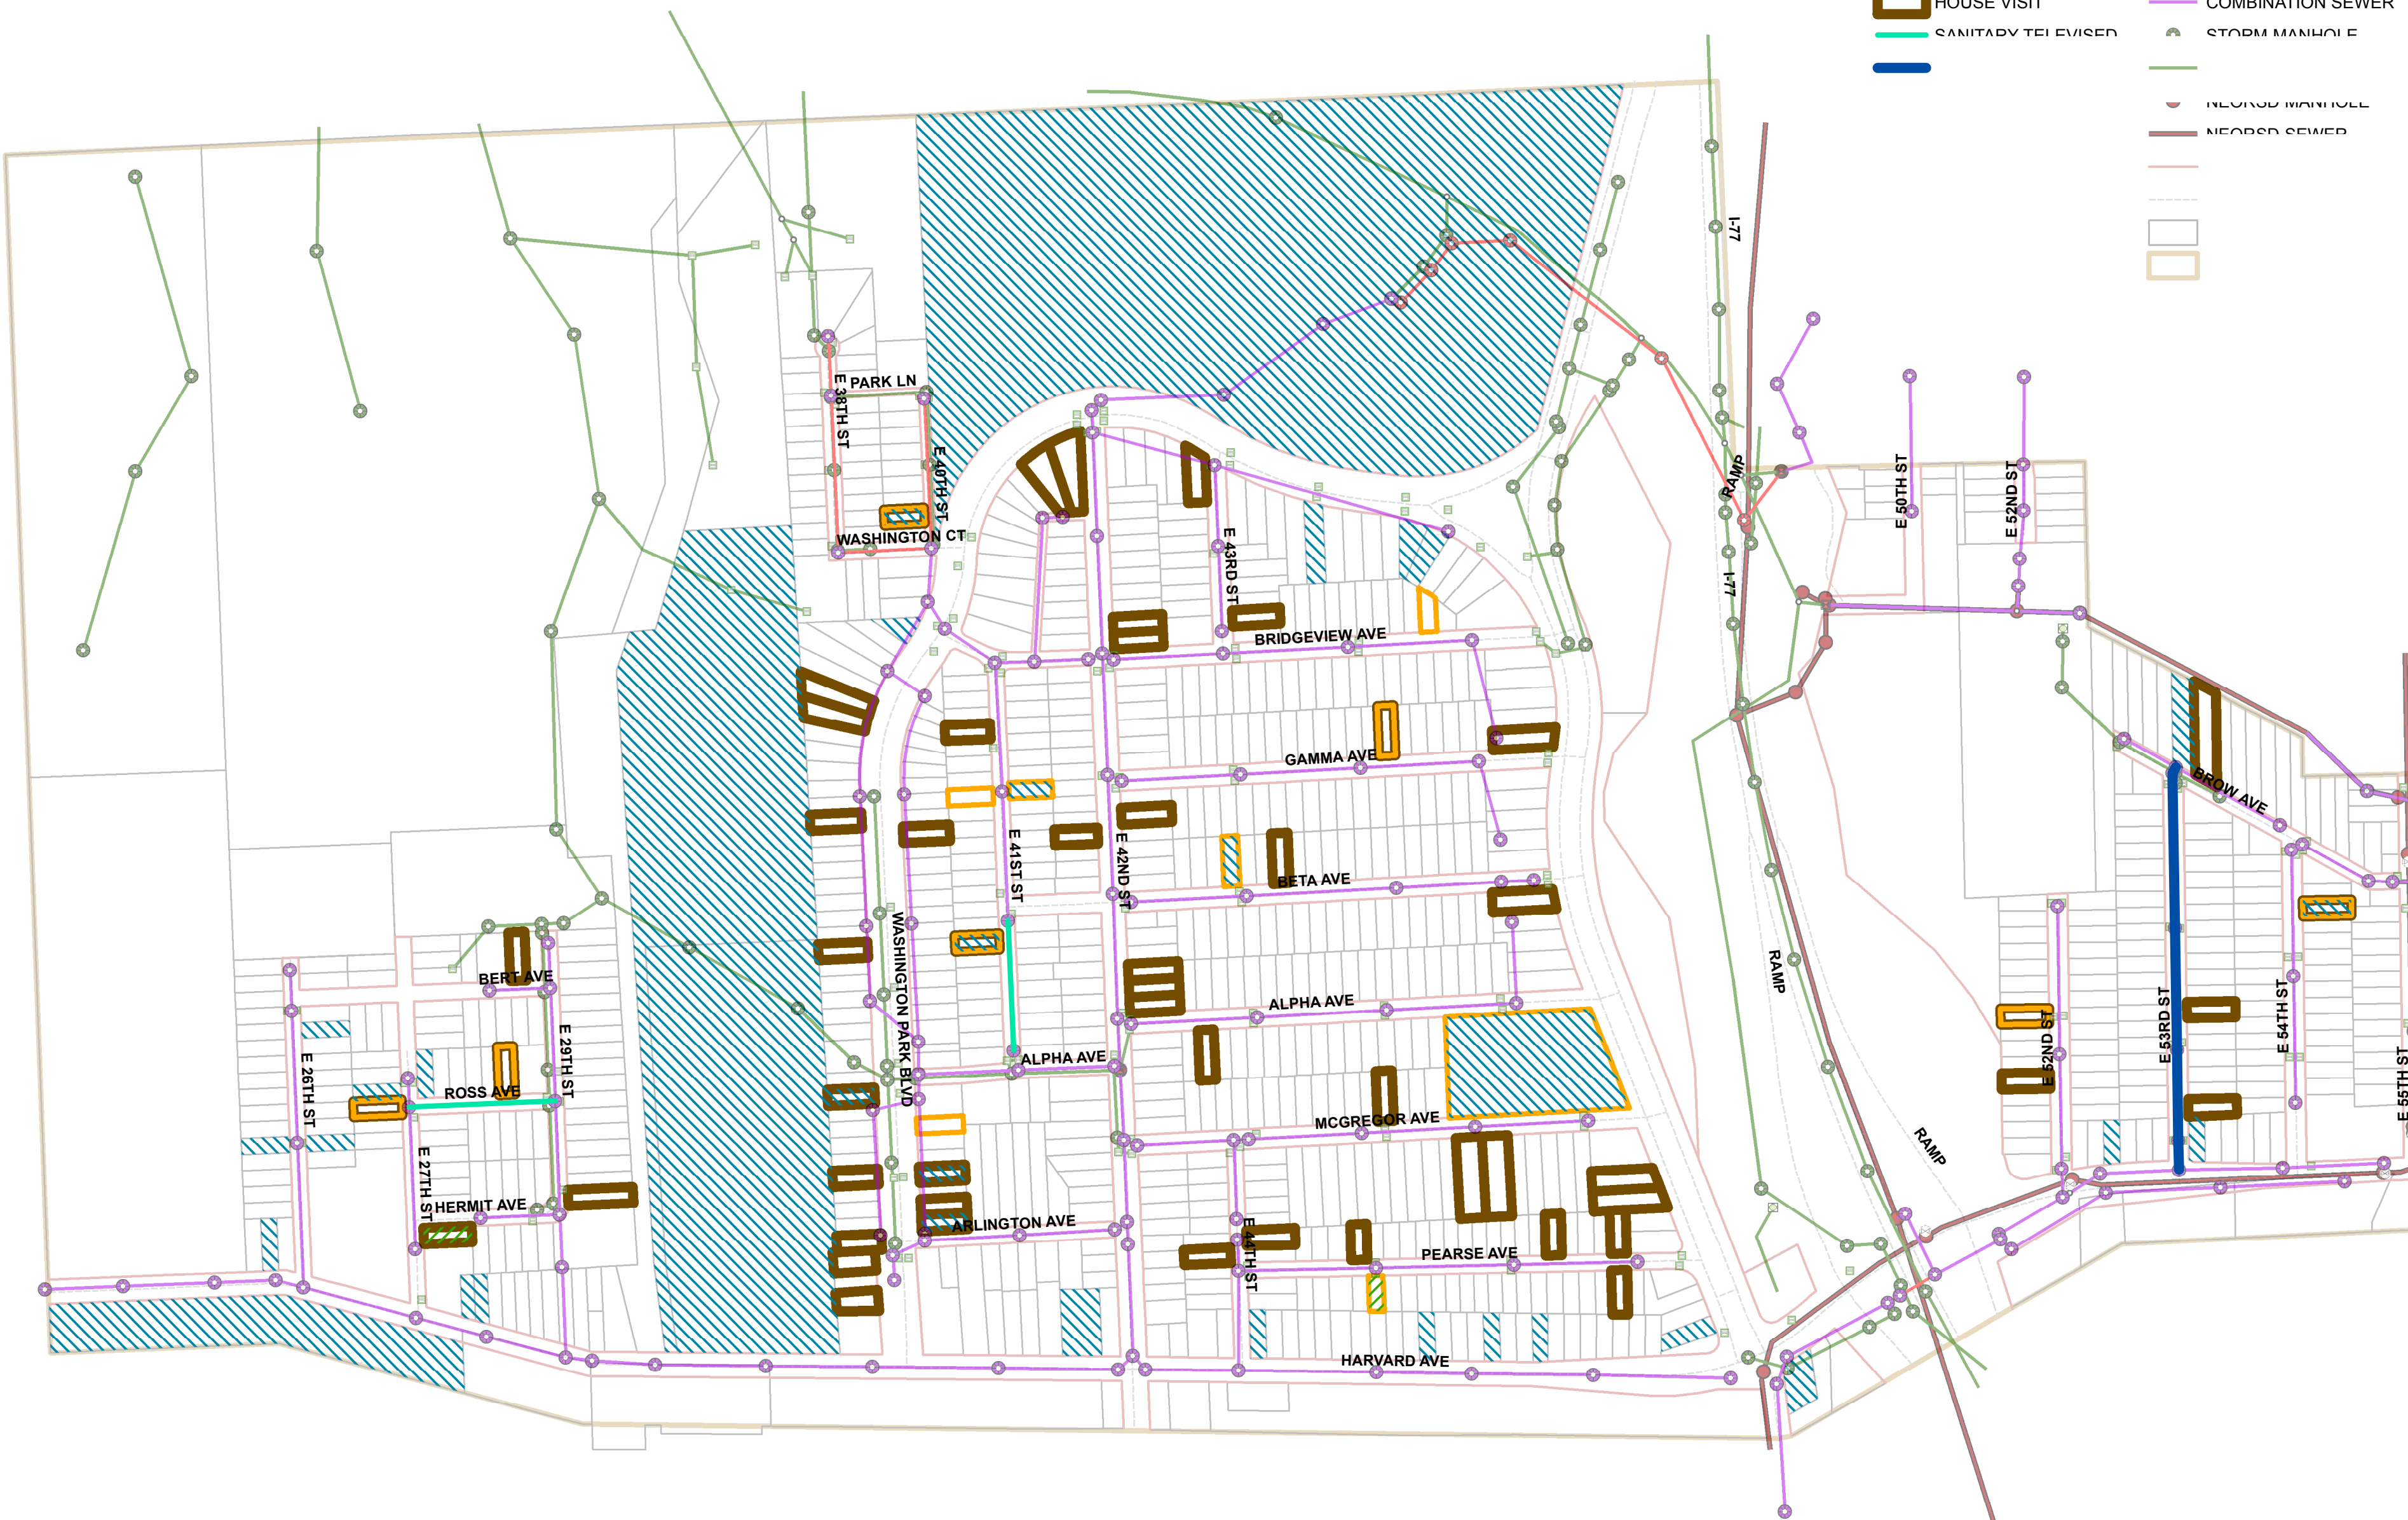 HOUSE VISIT
COMBINATION SEWER
SANITARY TELEVISED
STORM MANHOLE
NEORSD MANHOLE
NEORSD SEWER
I-77
PARK LN
E 38TH ST
E 40TH ST
WASHINGTON CT
RAMP
E 50TH ST
E 52ND ST
E 43RD ST
I-77
BRIDGEVIEW AVE
GAMMA AVE
BROW AVE
E 41ST ST
E 42ND ST
BETA AVE
WASHINGTON PARK BLVD
BERT AVE
RAMP
ALPHA AVE
E 52ND ST
E 53RD ST
E 54TH ST
E 55TH ST
E 26TH ST
ROSS AVE
E 29TH ST
ALPHA AVE
MCGREGOR AVE
RAMP
E 27TH ST
HERMIT AVE
ARLINGTON AVE
E 44TH ST
PEARSE AVE
HARVARD AVE